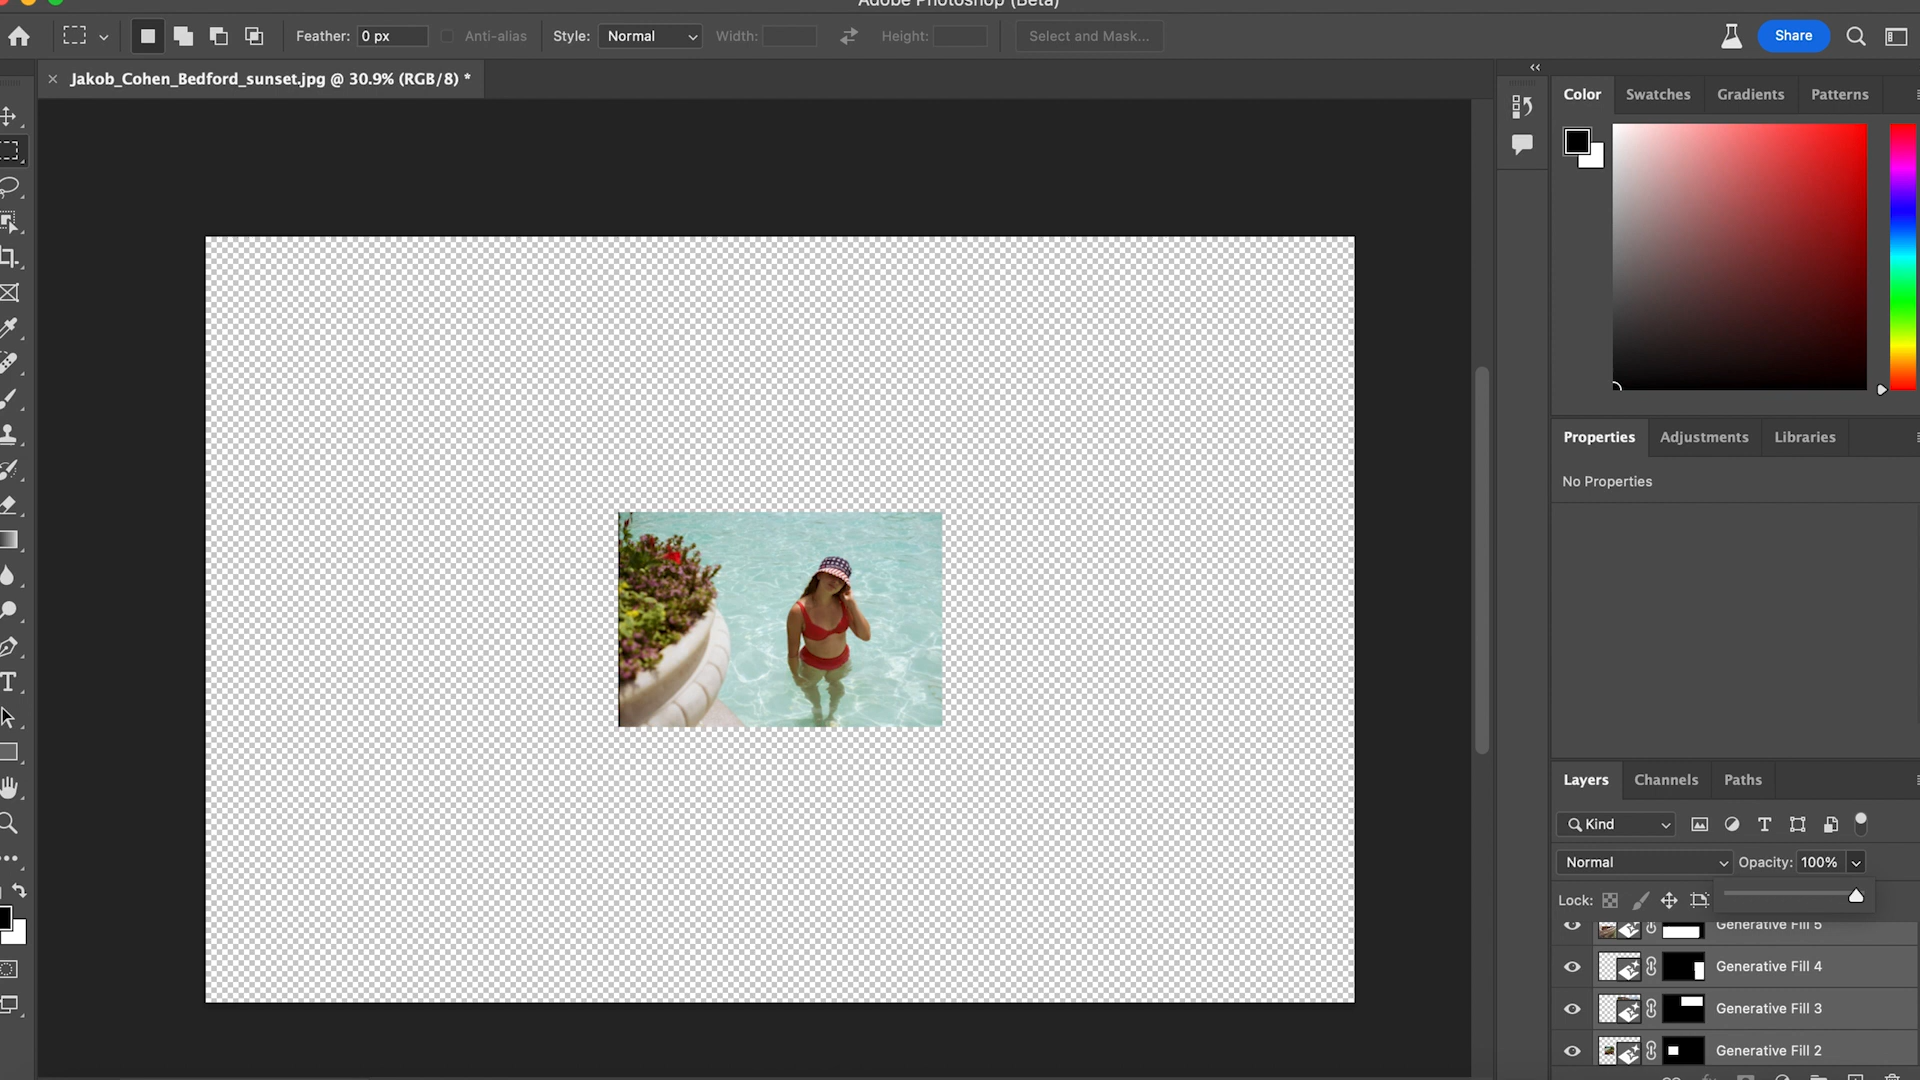 Adobe Photoshop (Beta)
Feather: 0 px Anti-alias Style: Normal Width: Height: Select and Mask... Share
Jakob_Cohen_Bedford_sunset.jpg @ 30.9% (RGB/8) *
Color Swatches Gradients Patterns
Properties Adjustments Libraries
No Properties
Layers Channels Paths
Kind
Normal Opacity: 100%
Lock:
Generative Fill 5
Generative Fill 4
Generative Fill 3
Generative Fill 2